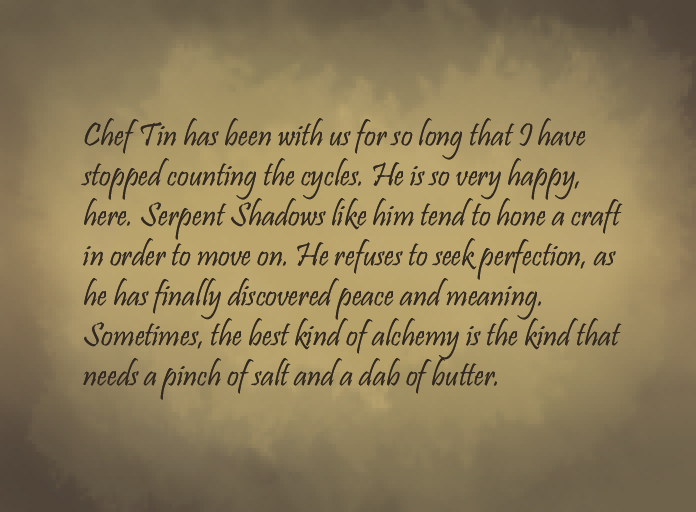 Chef Tin has been with us for so long that I have
stopped counting the cycles. He is so very happy,
here. Serpent Shadows like him tend to hone a craft
in order to move on. He refuses to seek perfection, as
he has finally discovered peace and meaning.
Sometimes, the best kind of alchemy is the kind that
needs a pinch of salt and a dab of butter.